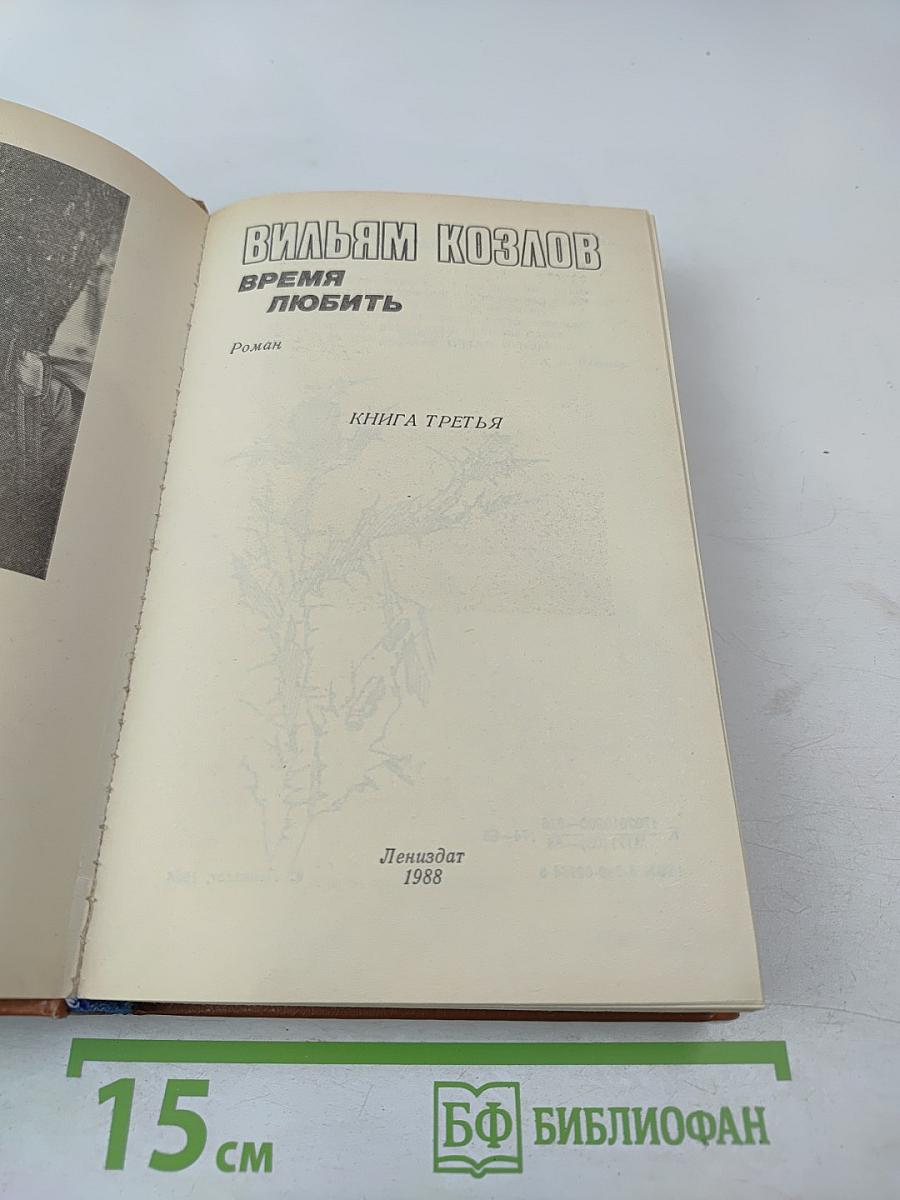 ВИЛЬЯМ КОЗЛОВ
ВРЕМЯ
ЛЮБИТЬ
Роман
КНИГА ТРЕТЬЯ
Лениздат
1988
15 см
БФ БИБЛИОФАН